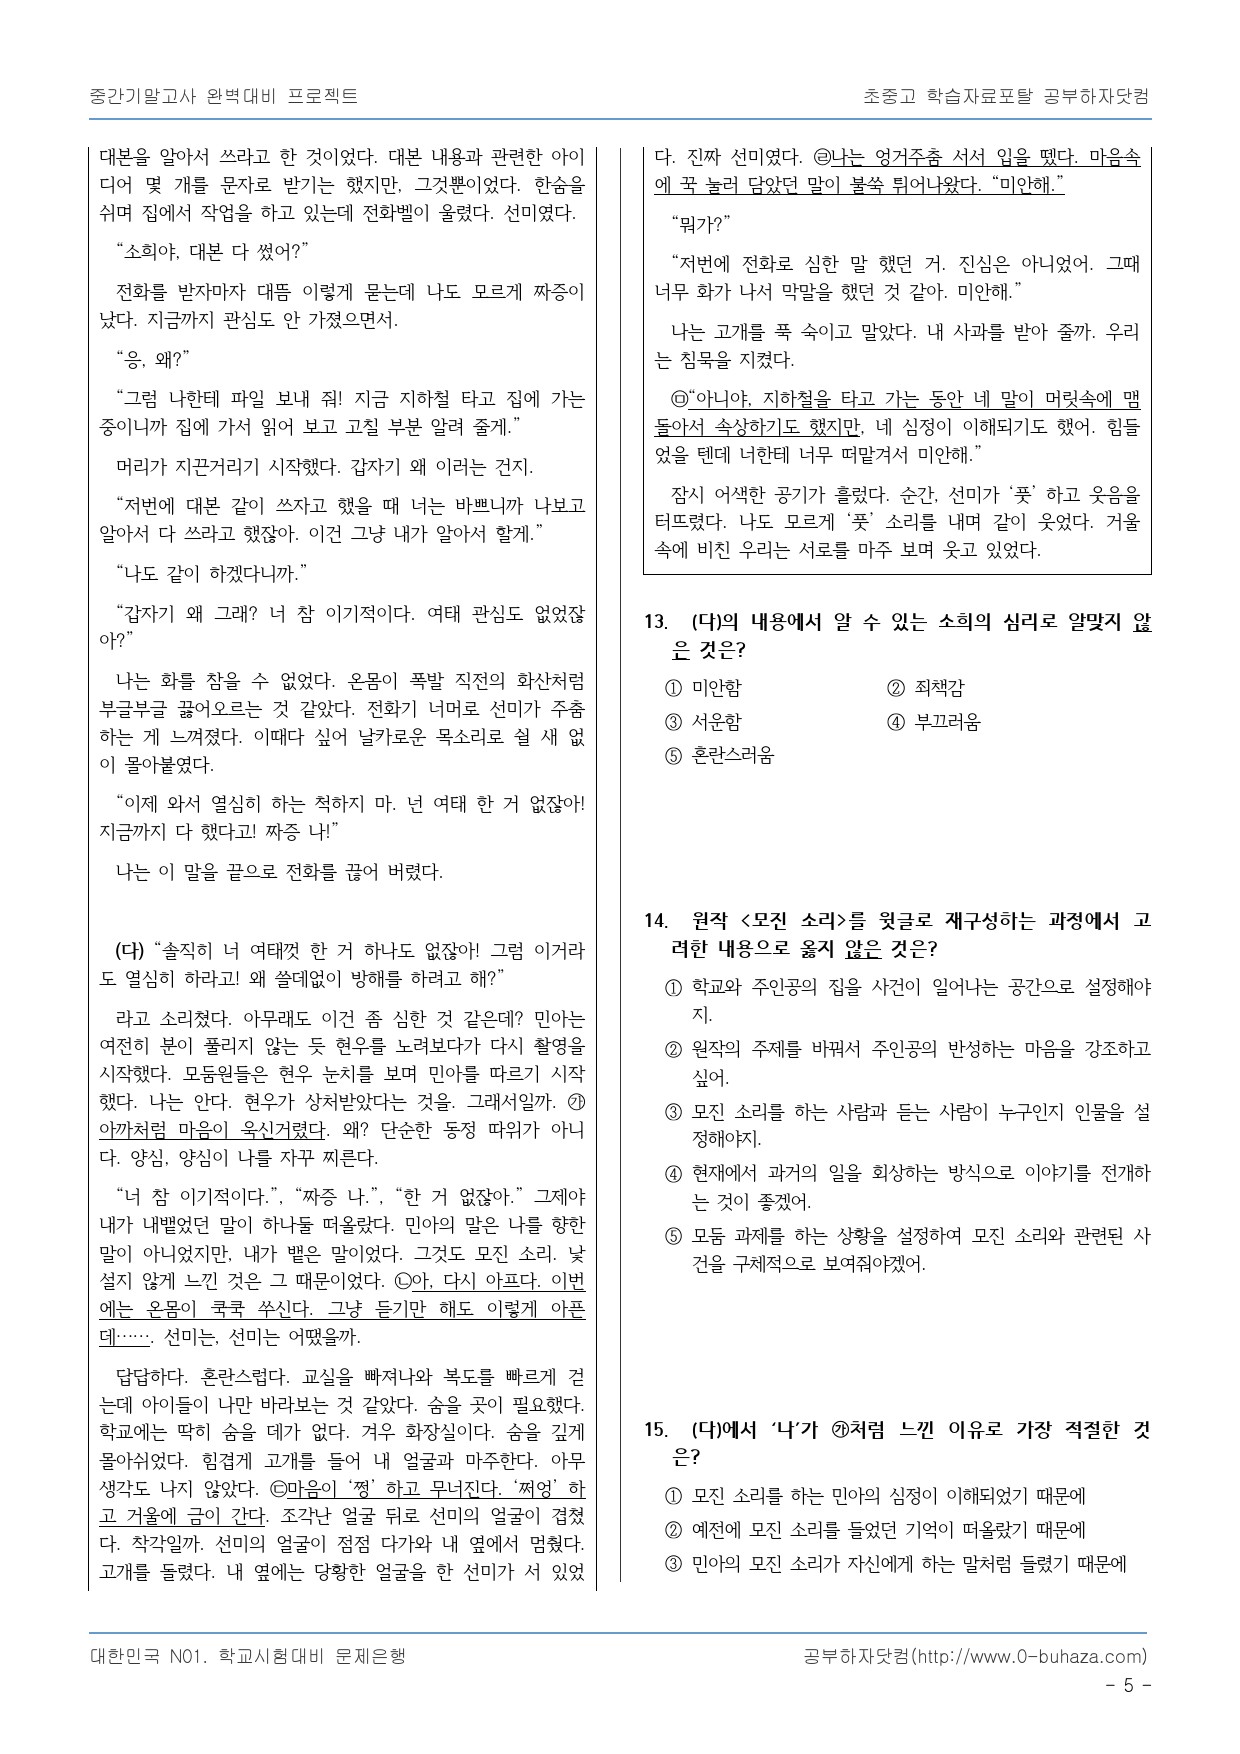 중간기말고사 완벽대비 프로젝트
초중고 학습자료포탈 공부하자닷컴
대본을 알아서 쓰라고 한 것이었다. 대본 내용과 관련한 아이
디어 몇 개를 문자로 받기는 했지만, 그것뿐이었다. 한숨을
쉬며 집에서 작업을 하고 있는데 전화벨이 울렸다. 선미였다.
“소희야, 대본 다 썼어?”
전화를 받자마자 대뜸 이렇게 묻는데 나도 모르게 짜증이
났다. 지금까지 관심도 안 가졌으면서.
“응, 왜?”
“그럼 나한테 파일 보내 줘! 지금 지하철 타고 집에 가는
중이니까 집에 가서 읽어 보고 고칠 부분 알려 줄게.”
머리가 지끈거리기 시작했다. 갑자기 왜 이러는 건지.
“저번에 대본 같이 쓰자고 했을 때 너는 바쁘니까 나보고
알아서 다 쓰라고 했잖아. 이건 그냥 내가 알아서 할게.”
“나도 같이 하겠다니까.”
“갑자기 왜 그래? 너 참 이기적이다. 여태 관심도 없었잖
아?”
나는 화를 참을 수 없었다. 온몸이 폭발 직전의 화산처럼
부글부글 끓어오르는 것 같았다. 전화기 너머로 선미가 주춤
하는 게 느껴졌다. 이때다 싶어 날카로운 목소리로 쉴 새 없
이 몰아붙였다.
“이제 와서 열심히 하는 척하지 마. 넌 여태 한 거 없잖아!
지금까지 다 했다고! 짜증 나!”
나는 이 말을 끝으로 전화를 끊어 버렸다.
(다) “솔직히 너 여태껏 한 거 하나도 없잖아! 그럼 이거라
도 열심히 하라고! 왜 쓸데없이 방해를 하려고 해?”
라고 소리쳤다. 아무래도 이건 좀 심한 것 같은데? 민아는
여전히 분이 풀리지 않는 듯 현우를 노려보다가 다시 촬영을
시작했다. 모둠원들은 현우 눈치를 보며 민아를 따르기 시작
했다. 나는 안다. 현우가 상처받았다는 것을. 그래서일까. ㉮
아까처럼 마음이 욱신거렸다. 왜? 단순한 동정 따위가 아니
다. 양심, 양심이 나를 자꾸 찌른다.
“너 참 이기적이다.”, “짜증 나.”, “한 거 없잖아.” 그제야
내가 내뱉었던 말이 하나둘 떠올랐다. 민아의 말은 나를 향한
말이 아니었지만, 내가 뱉은 말이었다. 그것도 모진 소리. 낯
설지 않게 느낀 것은 그 때문이었다. ㉡아, 다시 아프다. 이번
에는 온몸이 쿡쿡 쑤신다. 그냥 듣기만 해도 이렇게 아픈
데……. 선미는, 선미는 어땠을까.
답답하다. 혼란스럽다. 교실을 빠져나와 복도를 빠르게 걷
는데 아이들이 나만 바라보는 것 같았다. 숨을 곳이 필요했다.
학교에는 딱히 숨을 데가 없다. 겨우 화장실이다. 숨을 깊게
몰아쉬었다. 힘겹게 고개를 들어 내 얼굴과 마주한다. 아무
생각도 나지 않았다. ㉢마음이 ‘쩡’ 하고 무너진다. ‘쩌엉’ 하
고 거울에 금이 간다. 조각난 얼굴 뒤로 선미의 얼굴이 겹쳤
다. 착각일까. 선미의 얼굴이 점점 다가와 내 옆에서 멈췄다.
고개를 돌렸다. 내 옆에는 당황한 얼굴을 한 선미가 서 있었
다. 진짜 선미였다. ㉣나는 엉거주춤 서서 입을 뗐다. 마음속
에 꾹 눌러 담았던 말이 불쑥 튀어나왔다. “미안해.”
“뭐가?”
“저번에 전화로 심한 말 했던 거. 진심은 아니었어. 그때
너무 화가 나서 막말을 했던 것 같아. 미안해.”
나는 고개를 푹 숙이고 말았다. 내 사과를 받아 줄까. 우리
는 침묵을 지켰다.
㉤“아니야, 지하철을 타고 가는 동안 네 말이 머릿속에 맴
돌아서 속상하기도 했지만, 네 심정이 이해되기도 했어. 힘들
었을 텐데 너한테 너무 떠맡겨서 미안해.”
잠시 어색한 공기가 흘렀다. 순간, 선미가 ‘풋’ 하고 웃음을
터뜨렸다. 나도 모르게 ‘풋’ 소리를 내며 같이 웃었다. 거울
속에 비친 우리는 서로를 마주 보며 웃고 있었다.
13. (다)의 내용에서 알 수 있는 소희의 심리로 알맞지 않
은 것은?
① 미안함 ② 죄책감
③ 서운함 ④ 부끄러움
⑤ 혼란스러움
14. 원작 <모진 소리>를 윗글로 재구성하는 과정에서 고
려한 내용으로 옳지 않은 것은?
① 학교와 주인공의 집을 사건이 일어나는 공간으로 설정해야
지.
② 원작의 주제를 바꿔서 주인공의 반성하는 마음을 강조하고
싶어.
③ 모진 소리를 하는 사람과 듣는 사람이 누구인지 인물을 설
정해야지.
④ 현재에서 과거의 일을 회상하는 방식으로 이야기를 전개하
는 것이 좋겠어.
⑤ 모둠 과제를 하는 상황을 설정하여 모진 소리와 관련된 사
건을 구체적으로 보여줘야겠어.
15. (다)에서 ‘나’가 ㉮처럼 느낀 이유로 가장 적절한 것
은?
① 모진 소리를 하는 민아의 심정이 이해되었기 때문에
② 예전에 모진 소리를 들었던 기억이 떠올랐기 때문에
③ 민아의 모진 소리가 자신에게 하는 말처럼 들렸기 때문에
대한민국 N01. 학교시험대비 문제은행
공부하자닷컴(http://www.0-buhaza.com)
- 5 -